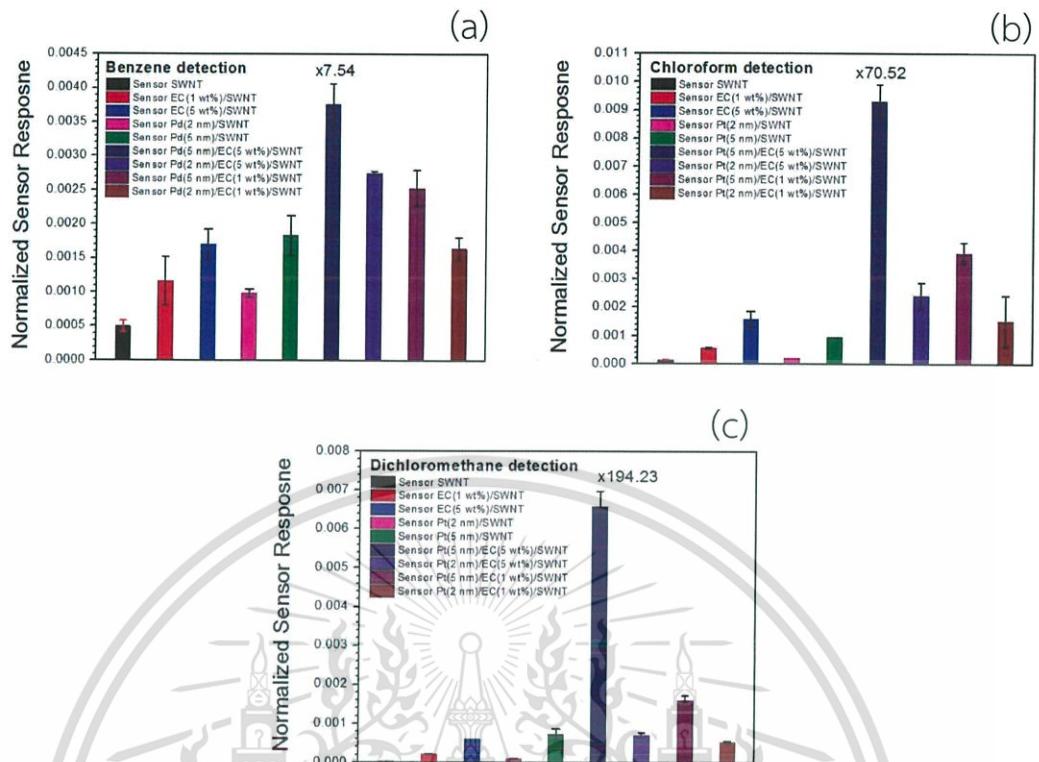 (a)
0.0045
0.0040
0.0035
0.0030
0.0025
0.0020
0.0015
0.0010
0.0005
0.0000
Normalized Sensor Resposne
Benzene detection
x7.54
Sensor SWNT
Sensor EC(1 wt%)/SWNT
Sensor EC(5 wt%)/SWNT
Sensor Pd(2 nm)/SWNT
Sensor Pd(5 nm)/SWNT
Sensor Pd(5 nm)/EC(5 wt%)/SWNT
Sensor Pd(2 nm)/EC(5 wt%)/SWNT
Sensor Pd(5 nm)/EC(1 wt%)/SWNT
Sensor Pd(2 nm)/EC(1 wt%)/SWNT
(b)
0.011
0.010
0.009
0.008
0.007
0.006
0.005
0.004
0.003
0.002
0.001
0.000
Normalized Sensor Resposne
Chloroform detection
x70.52
Sensor SWNT
Sensor EC(1 wt%)/SWNT
Sensor EC(5 wt%)/SWNT
Sensor Pt(2 nm)/SWNT
Sensor Pt(5 nm)/SWNT
Sensor Pt(5 nm)/EC(5 wt%)/SWNT
Sensor Pt(2 nm)/EC(5 wt%)/SWNT
Sensor Pt(5 nm)/EC(1 wt%)/SWNT
Sensor Pt(2 nm)/EC(1 wt%)/SWNT
(c)
0.008
0.007
0.006
0.005
0.004
0.003
0.002
0.001
0.000
Normalized Sensor Resposne
Dichloromethane detection
x194.23
Sensor SWNT
Sensor EC(1 wt%)/SWNT
Sensor EC(5 wt%)/SWNT
Sensor Pt(2 nm)/SWNT
Sensor Pt(5 nm)/SWNT
Sensor Pt(5 nm)/EC(5 wt%)/SWNT
Sensor Pt(2 nm)/EC(5 wt%)/SWNT
Sensor Pt(5 nm)/EC(1 wt%)/SWNT
Sensor Pt(2 nm)/EC(1 wt%)/SWNT